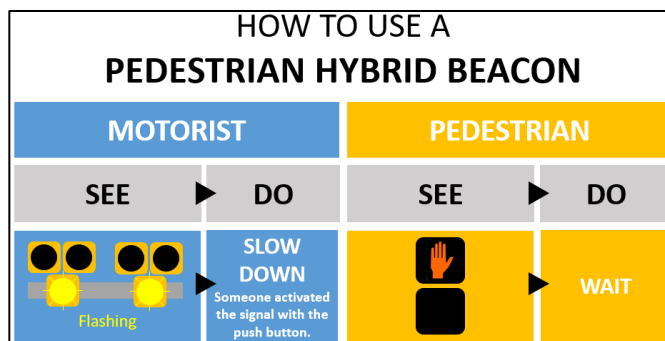 HOW TO USE A
PEDESTRIAN HYBRID BEACON
MOTORIST
PEDESTRIAN
SEE
DO
SEE
DO
Flashing
SLOW
DOWN
Someone activated
the signal with the
push button.
WAIT